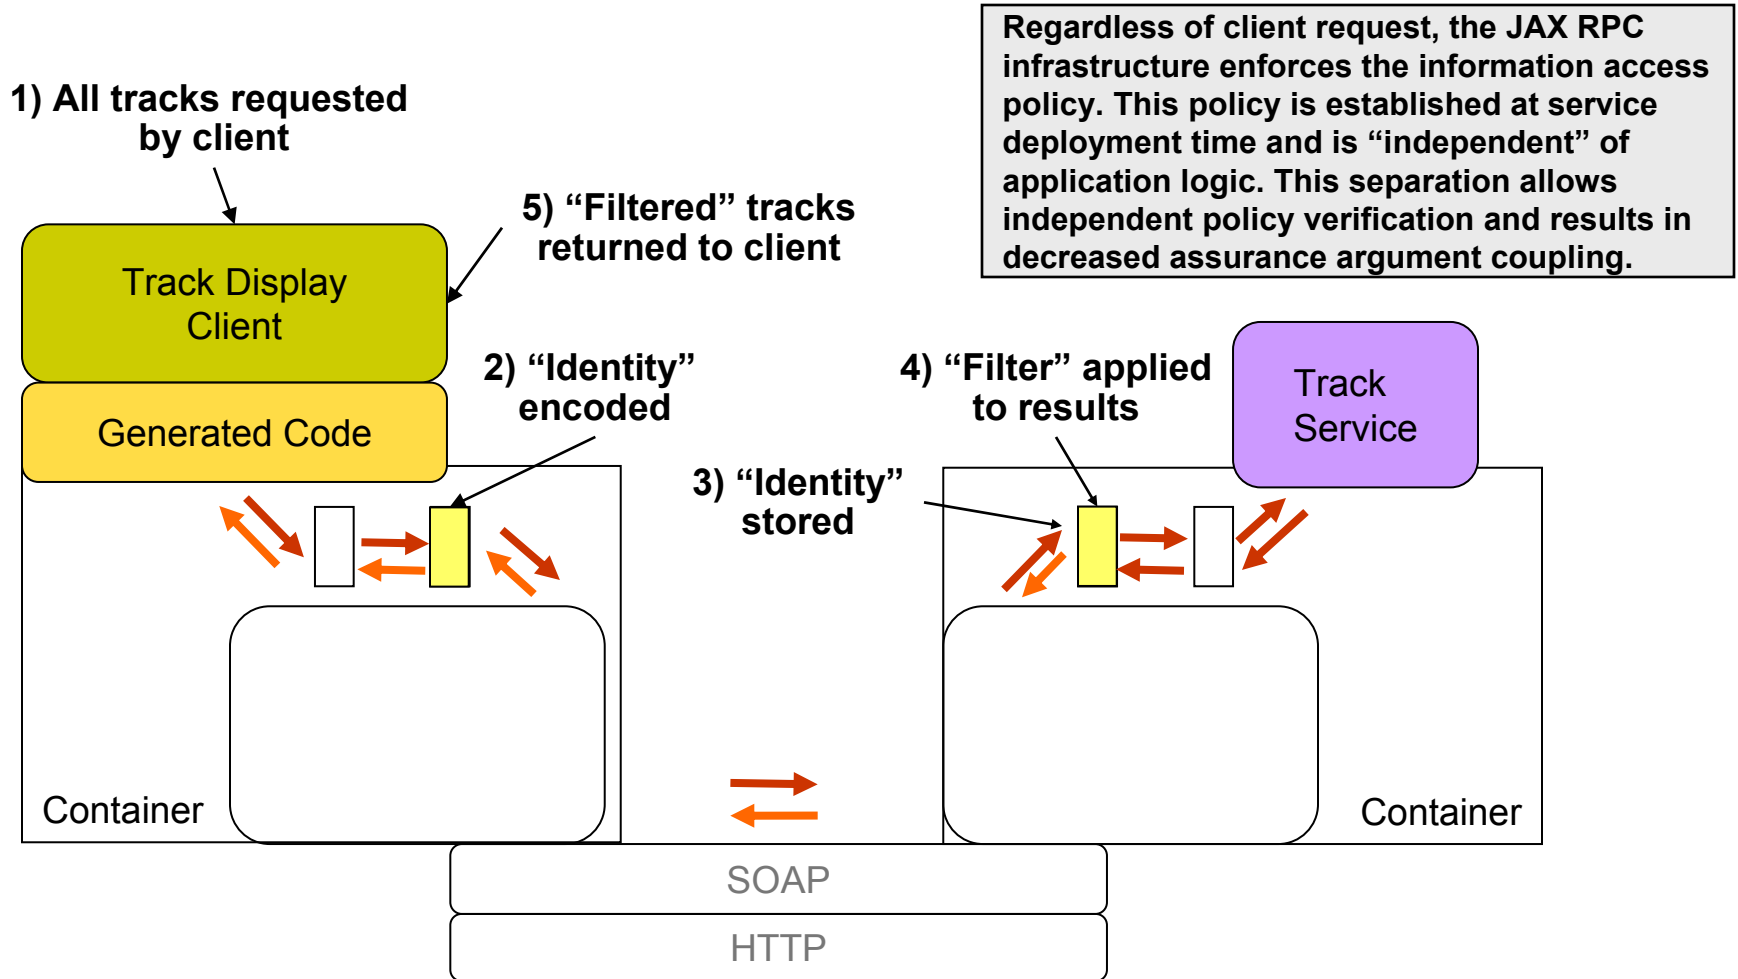 Regardless of client request, the JAX RPC
infrastructure enforces the information access
policy. This policy is established at service
deployment time and is “independent” of
application logic. This separation allows
independent policy verification and results in
decreased assurance argument coupling.
1) All tracks requested
by client
5) “Filtered” tracks
returned to client
Track Display
Client
2) “Identity”
encoded
4) “Filter” applied
to results
Track
Service
Generated Code
3) “Identity”
stored
Container
Container
SOAP
HTTP